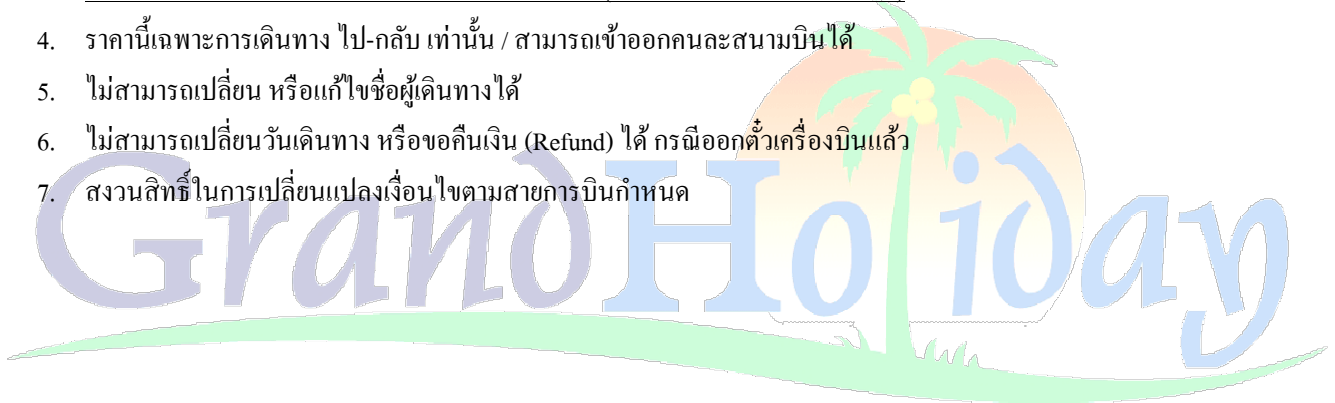 4. ราคานี้เฉพาะการเดินทาง ไป-กลับ เท่านั้น / สามารถเข้าออกคนละสนามบินได้
5. ไม่สามารถเปลี่ยน หรือแก้ไขชื่อผู้เดินทางได้
6. ไม่สามารถเปลี่ยนวันเดินทาง หรือขอคืนเงิน (Refund) ได้ กรณีออกตั๋วเครื่องบินแล้ว
7. สงวนสิทธิ์ในการเปลี่ยนแปลงเงื่อนไขตามสายการบินกำหนด
GrandHoliday